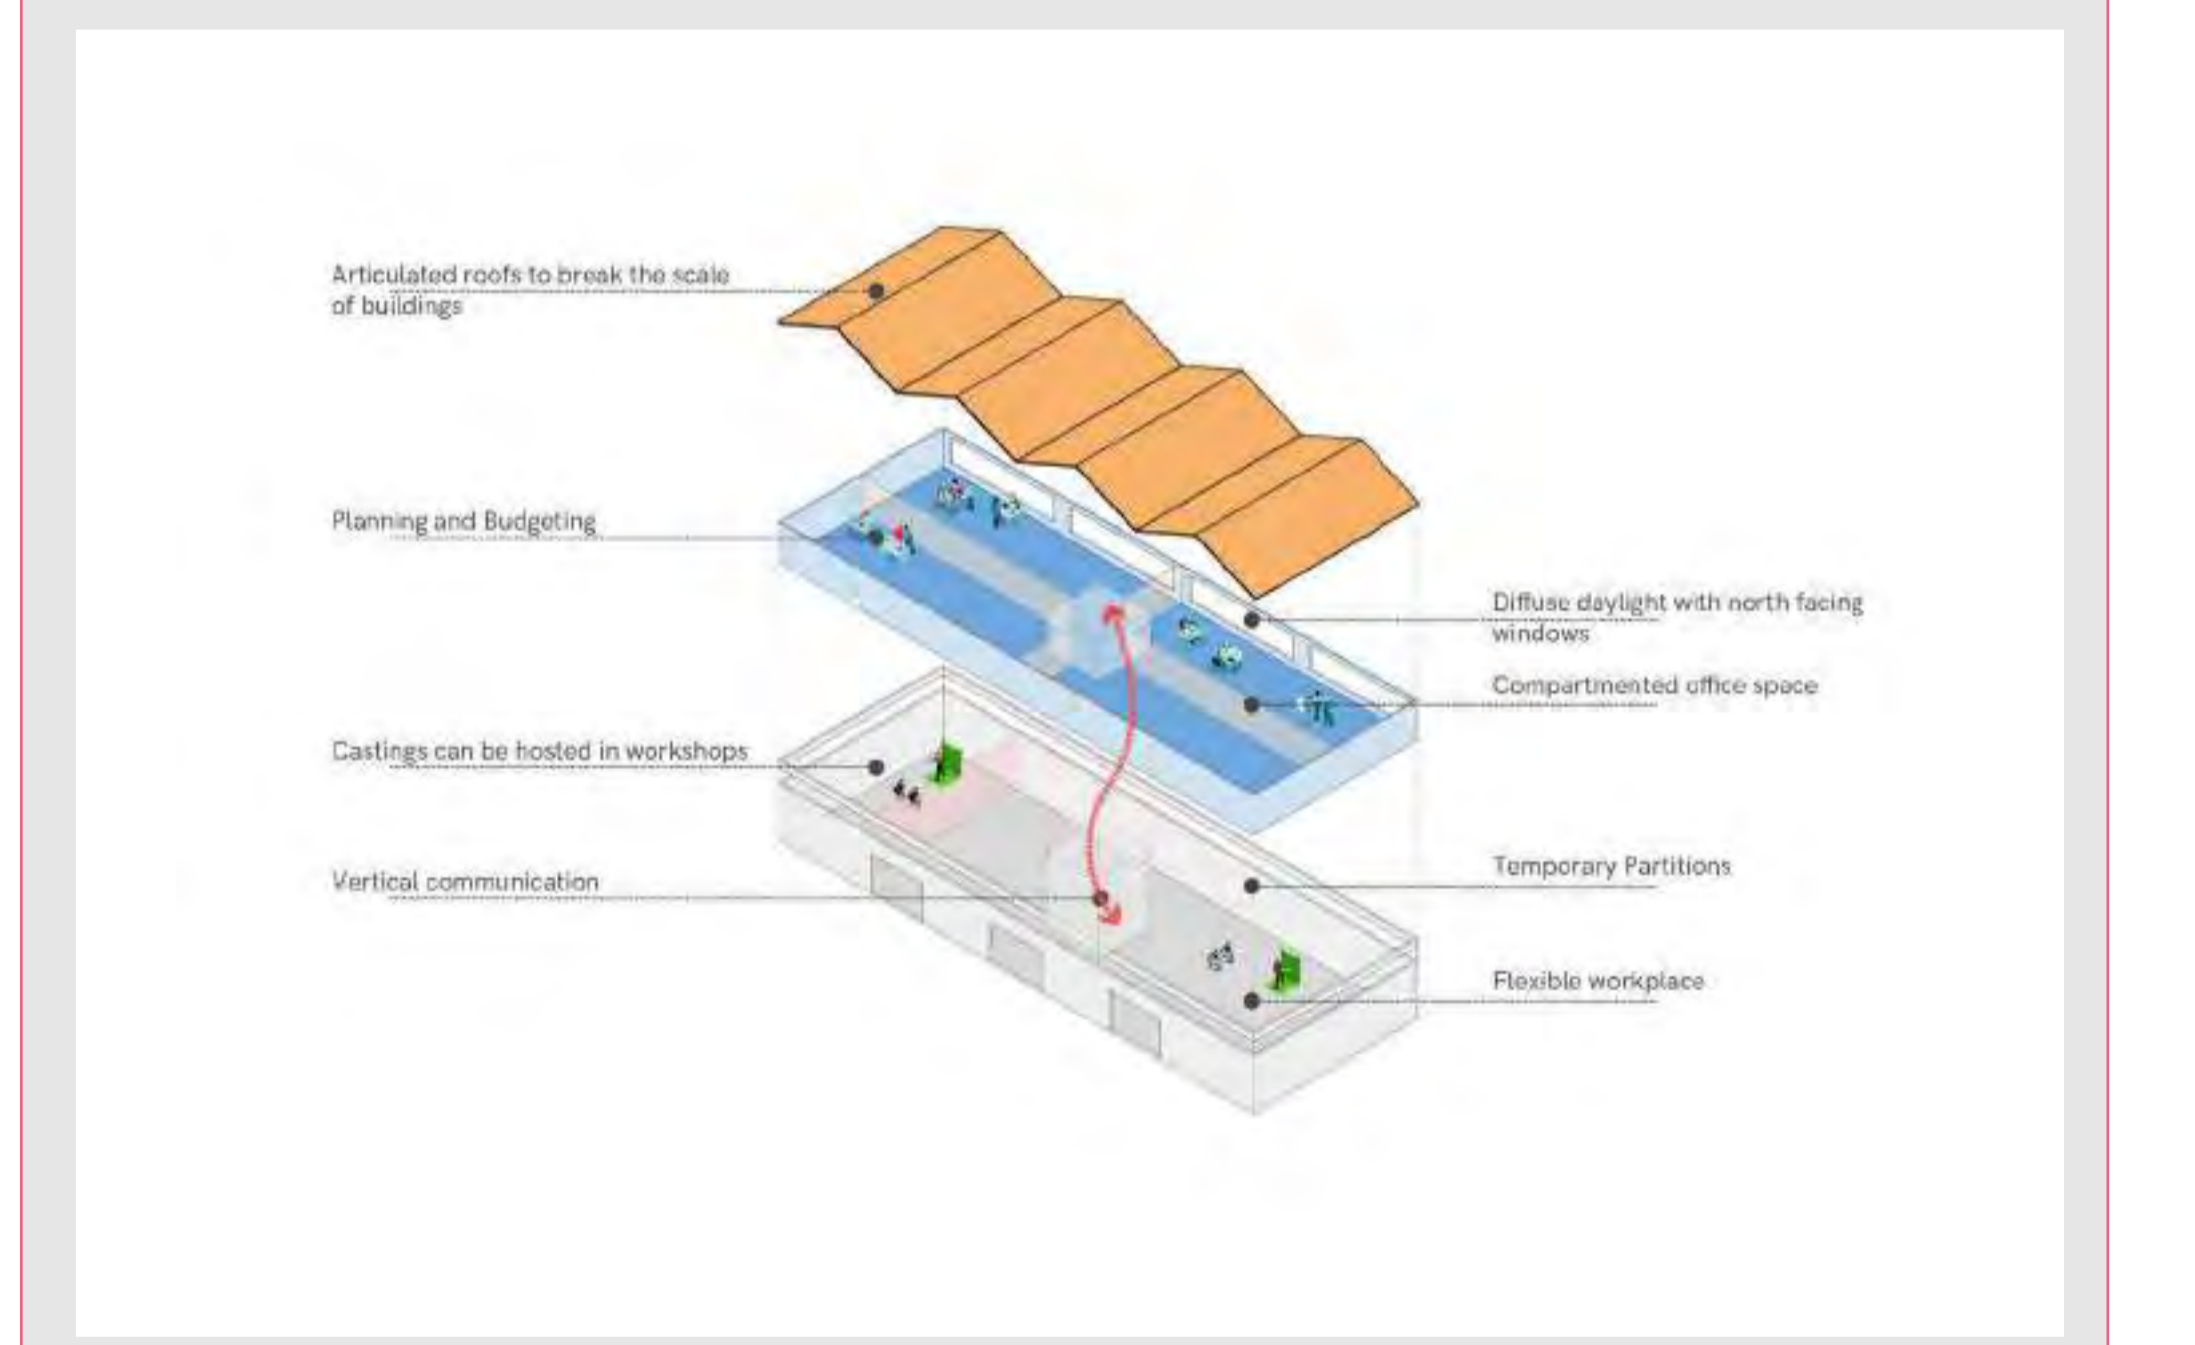 Articulated roofs to break the scale
of buildings
Planning and Budgeting
Castings can be hosted in workshops
Vertical communication
Diffuse daylight with north facing
windows
Compartmented office space
Temporary Partitions
Flexible workplace